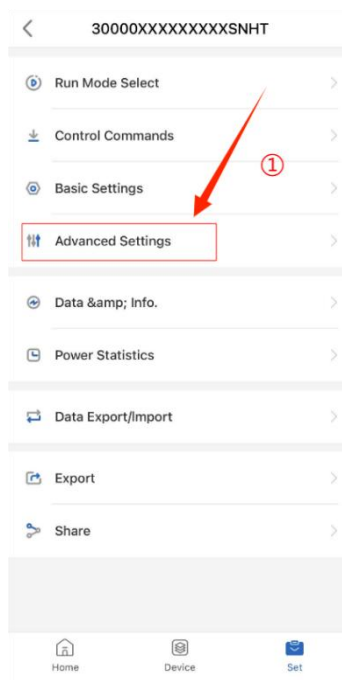 30000XXXXXXXXXSNHT
Run Mode Select
Control Commands
①
Basic Settings
Advanced Settings
Data &amp; Info.
Power Statistics
Data Export/Import
Export
Share
Home Device Set